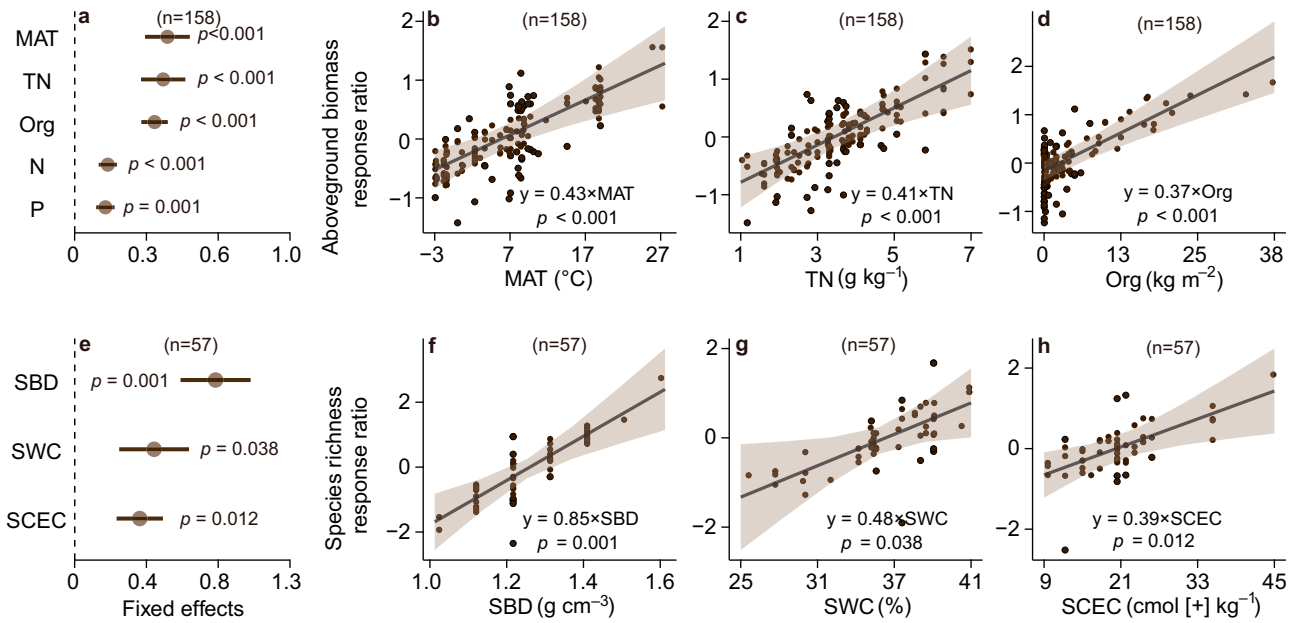 a
(n=158)
MAT
p<0.001
TN
p < 0.001
Org
p < 0.001
N
p < 0.001
P
p = 0.001
0 0.3 0.6 1.0
Aboveground biomass
response ratio
b
(n=158)
2
1
0
−1
y = 0.43×MAT
p < 0.001
−3 7 17 27
MAT (°C)
c
(n=158)
2
1
0
−1
y = 0.41×TN
p < 0.001
1 3 5 7
TN (g kg⁻¹)
d
(n=158)
2
1
0
−1
y = 0.37×Org
p < 0.001
0 13 25 38
Org (kg m⁻²)
e
(n=57)
SBD
p = 0.001
SWC
p = 0.038
SCEC
p = 0.012
0 0.4 0.8 1.3
Fixed effects
Species richness
response ratio
f
(n=57)
2
0
−2
y = 0.85×SBD
p = 0.001
1.0 1.2 1.4 1.6
SBD (g cm⁻³)
g
(n=57)
2
0
−2
y = 0.48×SWC
p = 0.038
25 31 37 41
SWC (%)
h
(n=57)
2
0
−2
y = 0.39×SCEC
p = 0.012
9 21 33 45
SCEC (cmol [+] kg⁻¹)